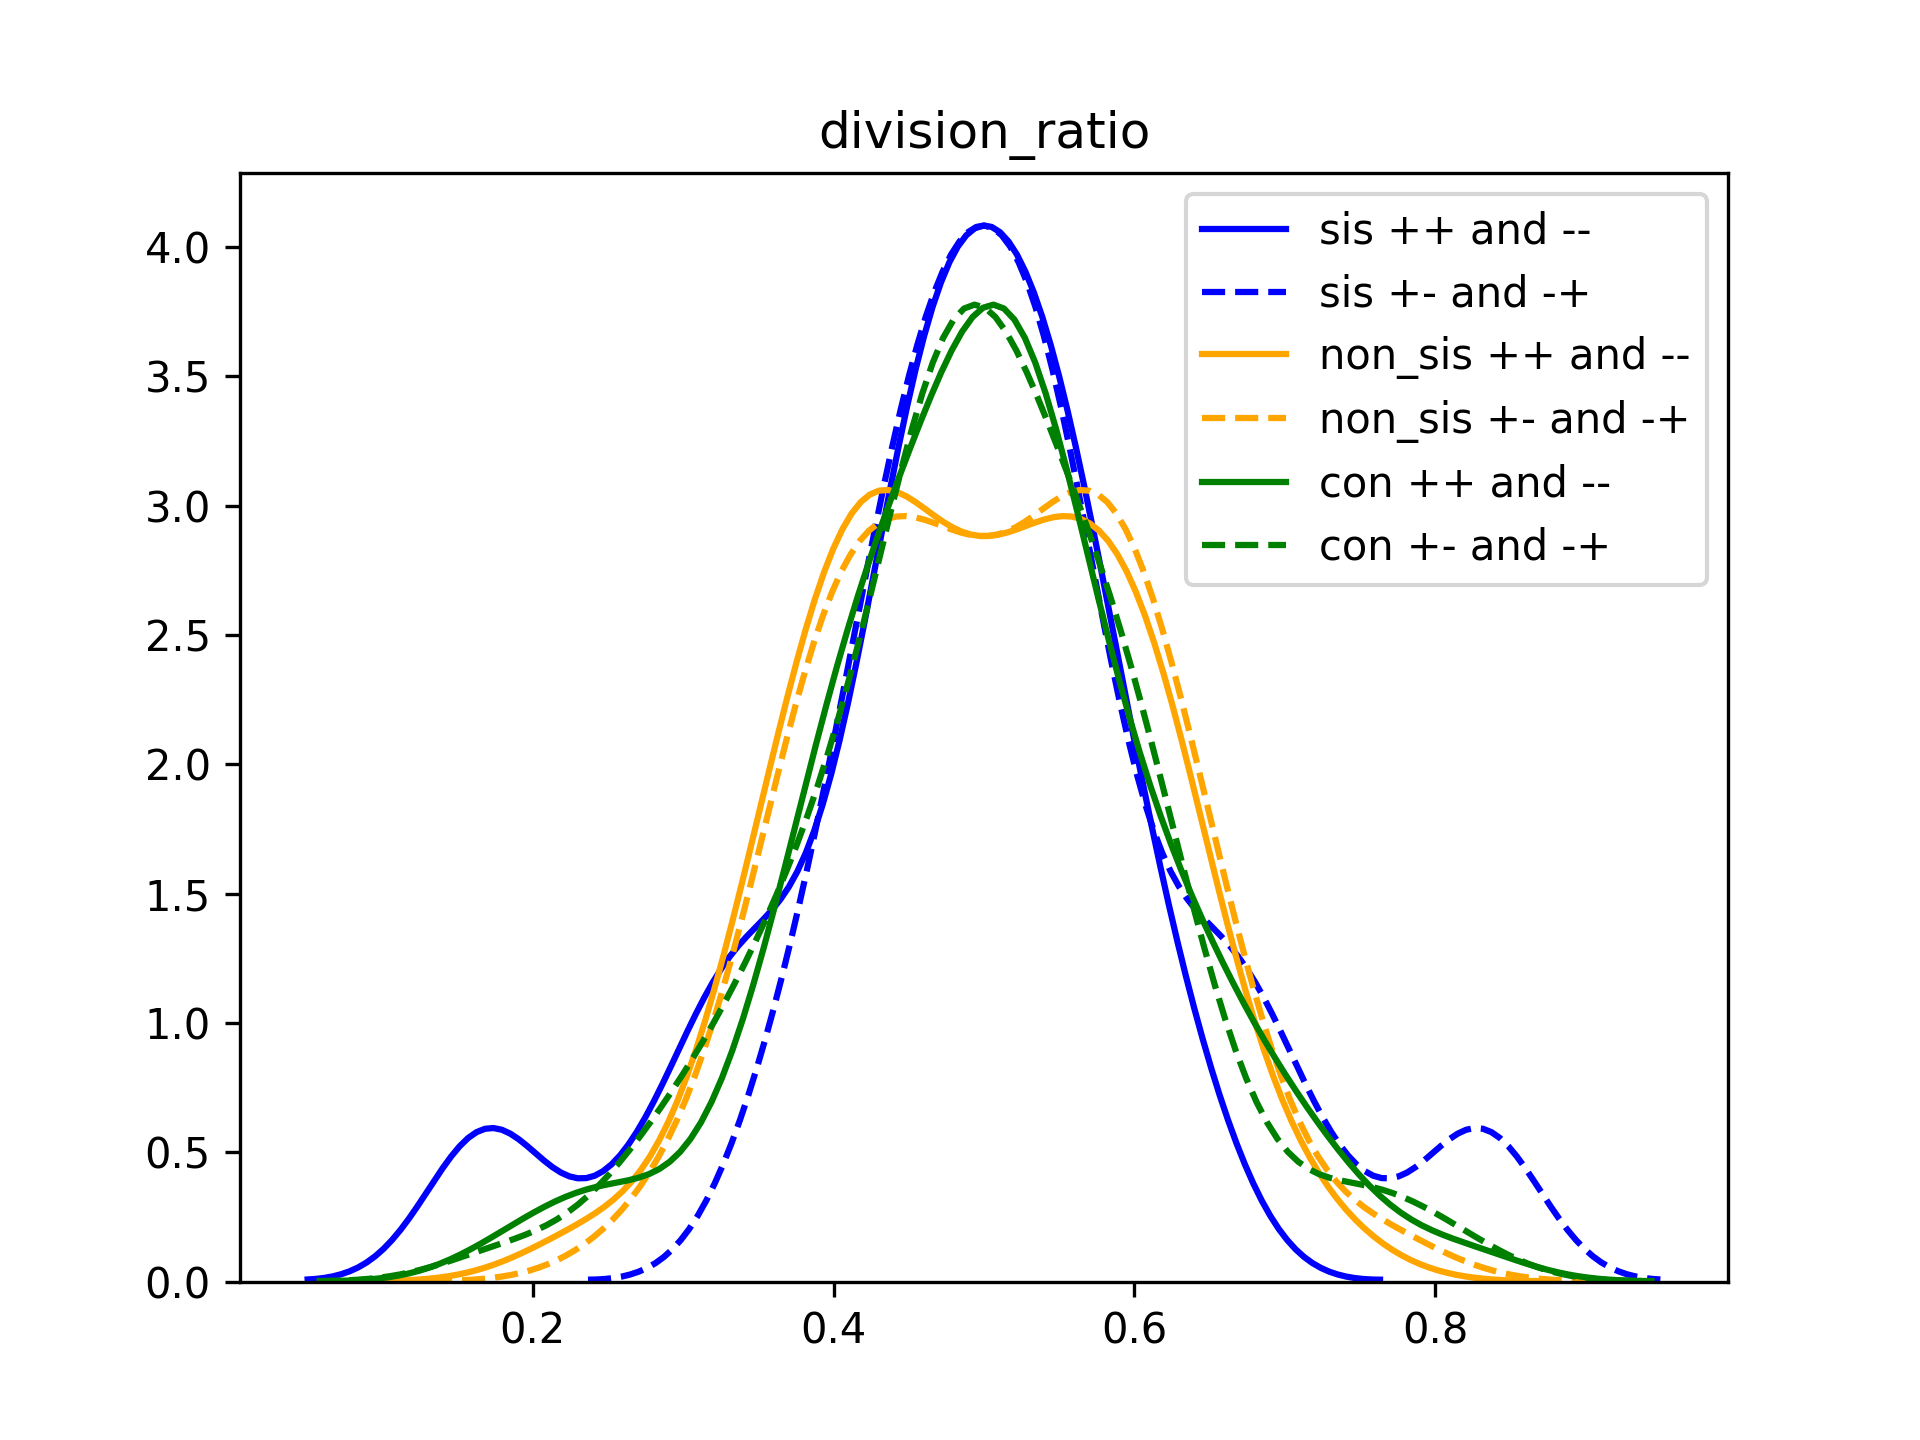 division_ratio
4.0
3.5
3.0
2.5
2.0
1.5
1.0
0.5
0.0
0.2 0.4 0.6 0.8
sis ++ and --
sis +- and -+
non_sis ++ and --
non_sis +- and -+
con ++ and --
con +- and -+